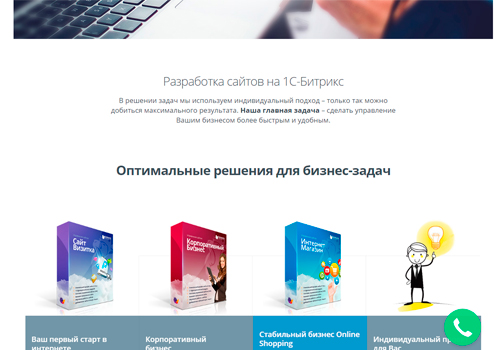 Разработка сайтов на 1С-Битрикс
В решении задач мы используем индивидуальный подход – только так можно
добиться максимального результата. Наша главная задача – сделать управление
Вашим бизнесом более быстрым и удобным.
Оптимальные решения для бизнес-задач
Сайт
Визитка
Корпоративный
Бизнес
Интернет
Магазин
Ваш первый старт в
интернете
Корпоративный
бизнес
Стабильный бизнес Online
Shopping
Индивидуальный
для Вас